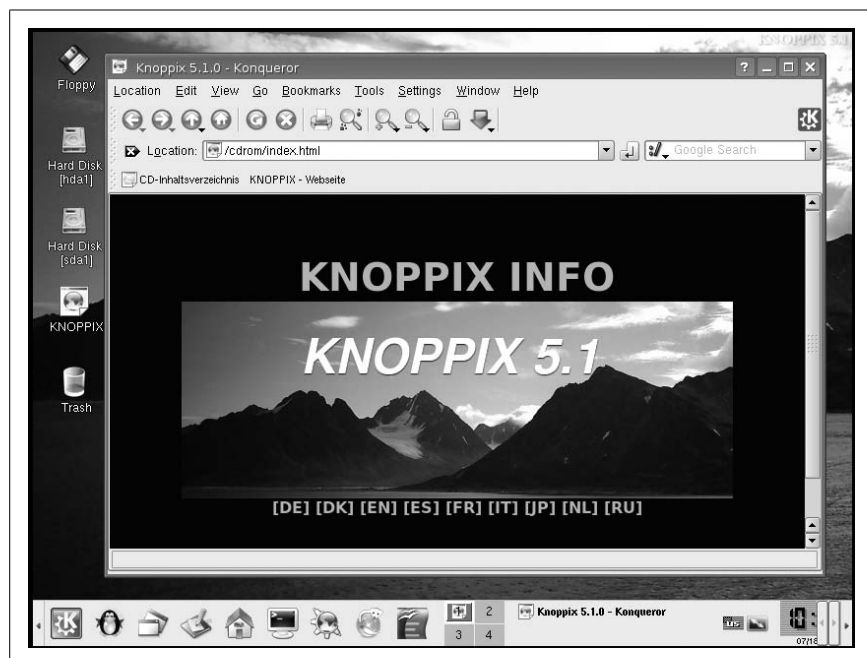 KNOPPIX 5.1
Floppy
Hard Disk
[hda1]
Hard Disk
[sda1]
KNOPPIX
Trash
Knoppix 5.1.0 - Konqueror
Location Edit View Go Bookmarks Tools Settings Window Help
Location: /cdrom/index.html
Google Search
CD-Inhaltsverzeichnis KNOPPIX - Webseite
KNOPPIX INFO
KNOPPIX 5.1
[DE] [DK] [EN] [ES] [FR] [IT] [JP] [NL] [RU]
2
3 4
Knoppix 5.1.0 - Konqueror
us
07/18